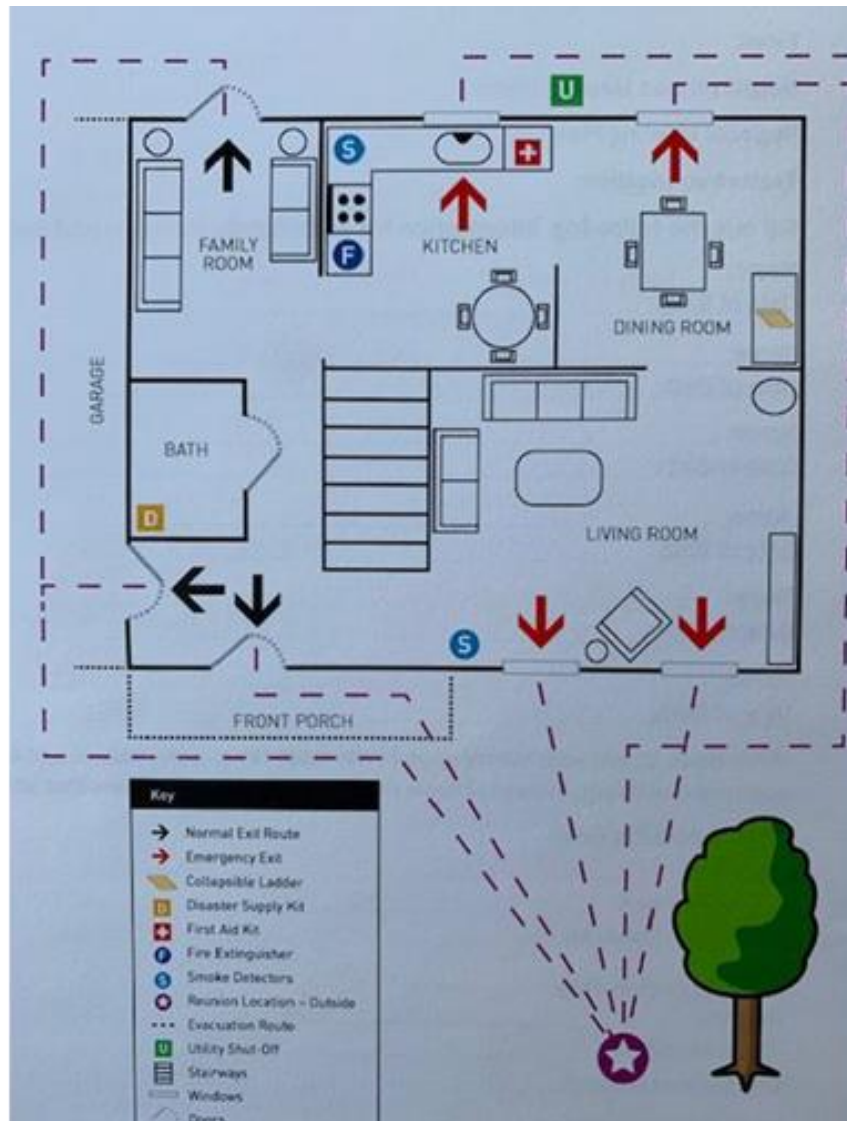 U
S
FAMILY
ROOM
KITCHEN
F
DINING ROOM
GARAGE
BATH
D
LIVING ROOM
S
FRONT PORCH
Key
Normal Exit Route
Emergency Exit
Collapsible Ladder
D Disaster Supply Kit
First Aid Kit
F Fire Extinguisher
S Smoke Detectors
Reunion Location - Outside
Evacuation Route
U Utility Shut-Off
Stairways
Windows
Doors